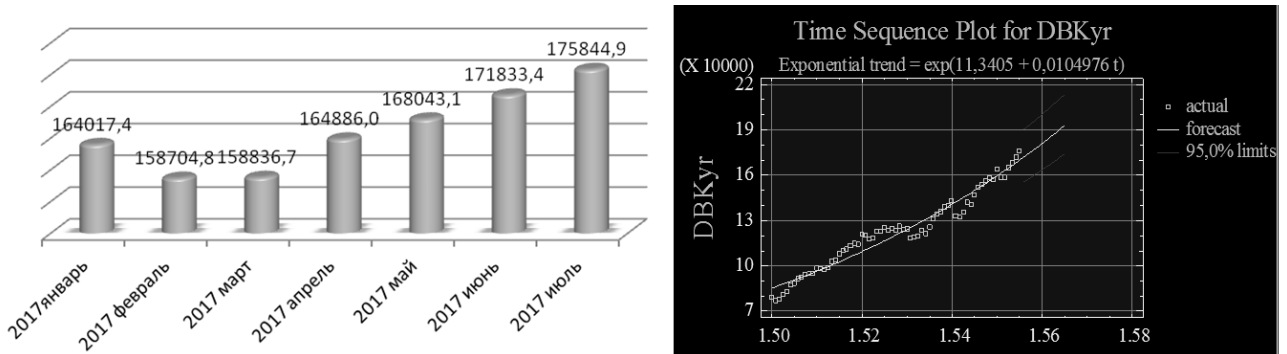 175844,9
171833,4
168043,1
164017,4
164886,0
158704,8
158836,7
2017январь
2017 февраль
2017 март
2017 апрель
2017 май
2017 июнь
2017 июль
Time Sequence Plot for DBKyr
(X 10000)
Exponential trend = exp(11,3405 + 0,0104976 t)
22
19
16
13
10
7
DBKyr
1.50
1.52
1.54
1.56
1.58
actual
forecast
95,0% limits